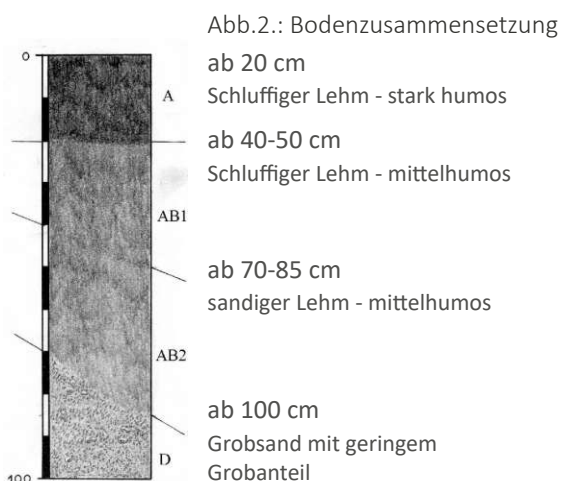 Abb.2.: Bodenzusammensetzung
0
ab 20 cm
A
Schluffiger Lehm - stark humos
ab 40-50 cm
Schluffiger Lehm - mittelhumos
AB1
ab 70-85 cm
sandiger Lehm - mittelhumos
AB2
ab 100 cm
Grobsand mit geringem
D
Grobanteil
100